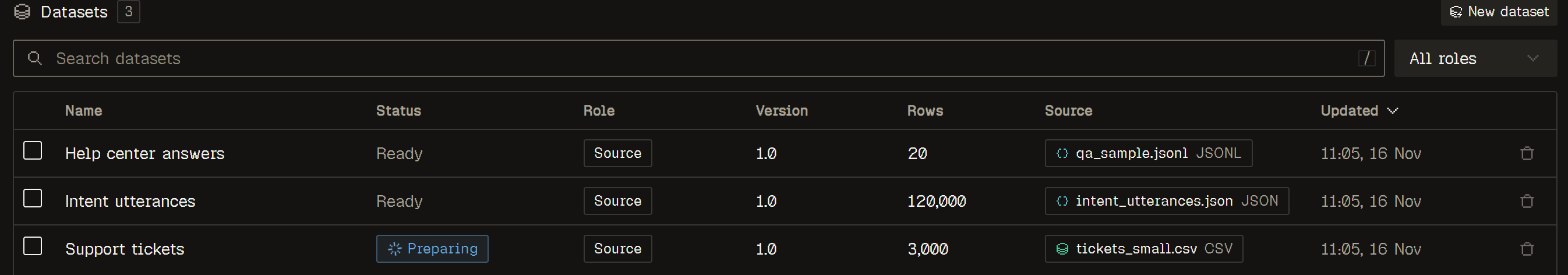 Datasets 3 New dataset
Search datasets / All roles
Name Status Role Version Rows Source Updated
Help center answers Ready Source 1.0 20 qa_sample.jsonl JSONL 11:05, 16 Nov
Intent utterances Ready Source 1.0 120,000 intent_utterances.json JSON 11:05, 16 Nov
Support tickets Preparing Source 1.0 3,000 tickets_small.csv CSV 11:05, 16 Nov